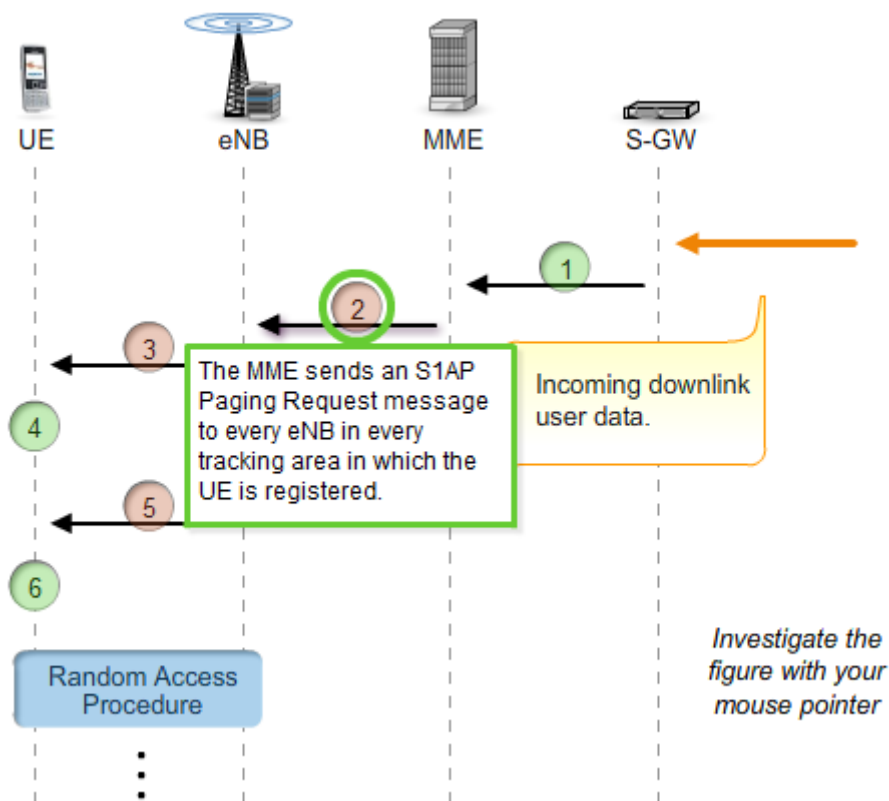 UE
eNB
MME
S-GW
1
2
3
The MME sends an S1AP
Paging Request message
to every eNB in every
tracking area in which the
UE is registered.
Incoming downlink
user data.
4
5
6
Random Access
Procedure
Investigate the
figure with your
mouse pointer